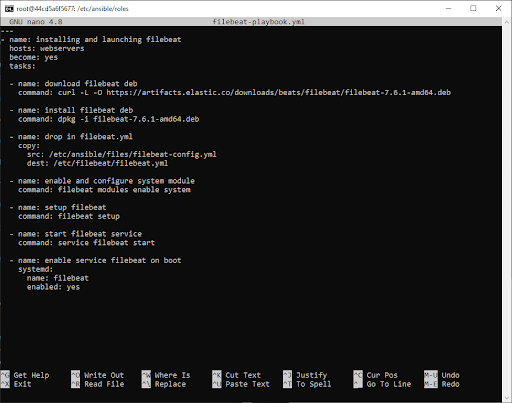 root@44cd5a6f5677: /etc/ansible/roles
GNU nano 4.8 filebeat-playbook.yml
---
- name: installing and launching filebeat
  hosts: webservers
  become: yes
  tasks:

  - name: download filebeat deb
    command: curl -L -O https://artifacts.elastic.co/downloads/beats/filebeat/filebeat-7.6.1-amd64.deb

  - name: install filebeat deb
    command: dpkg -i filebeat-7.6.1-amd64.deb

  - name: drop in filebeat.yml
    copy:
      src: /etc/ansible/files/filebeat-config.yml
      dest: /etc/filebeat/filebeat.yml

  - name: enable and configure system module
    command: filebeat modules enable system

  - name: setup filebeat
    command: filebeat setup

  - name: start filebeat service
    command: service filebeat start

  - name: enable service filebeat on boot
    systemd:
      name: filebeat
      enabled: yes

^G Get Help ^O Write Out ^W Where Is ^K Cut Text ^J Justify ^C Cur Pos M-U Undo
^X Exit ^R Read File ^\ Replace ^U Paste Text ^T To Spell ^_ Go To Line M-E Redo